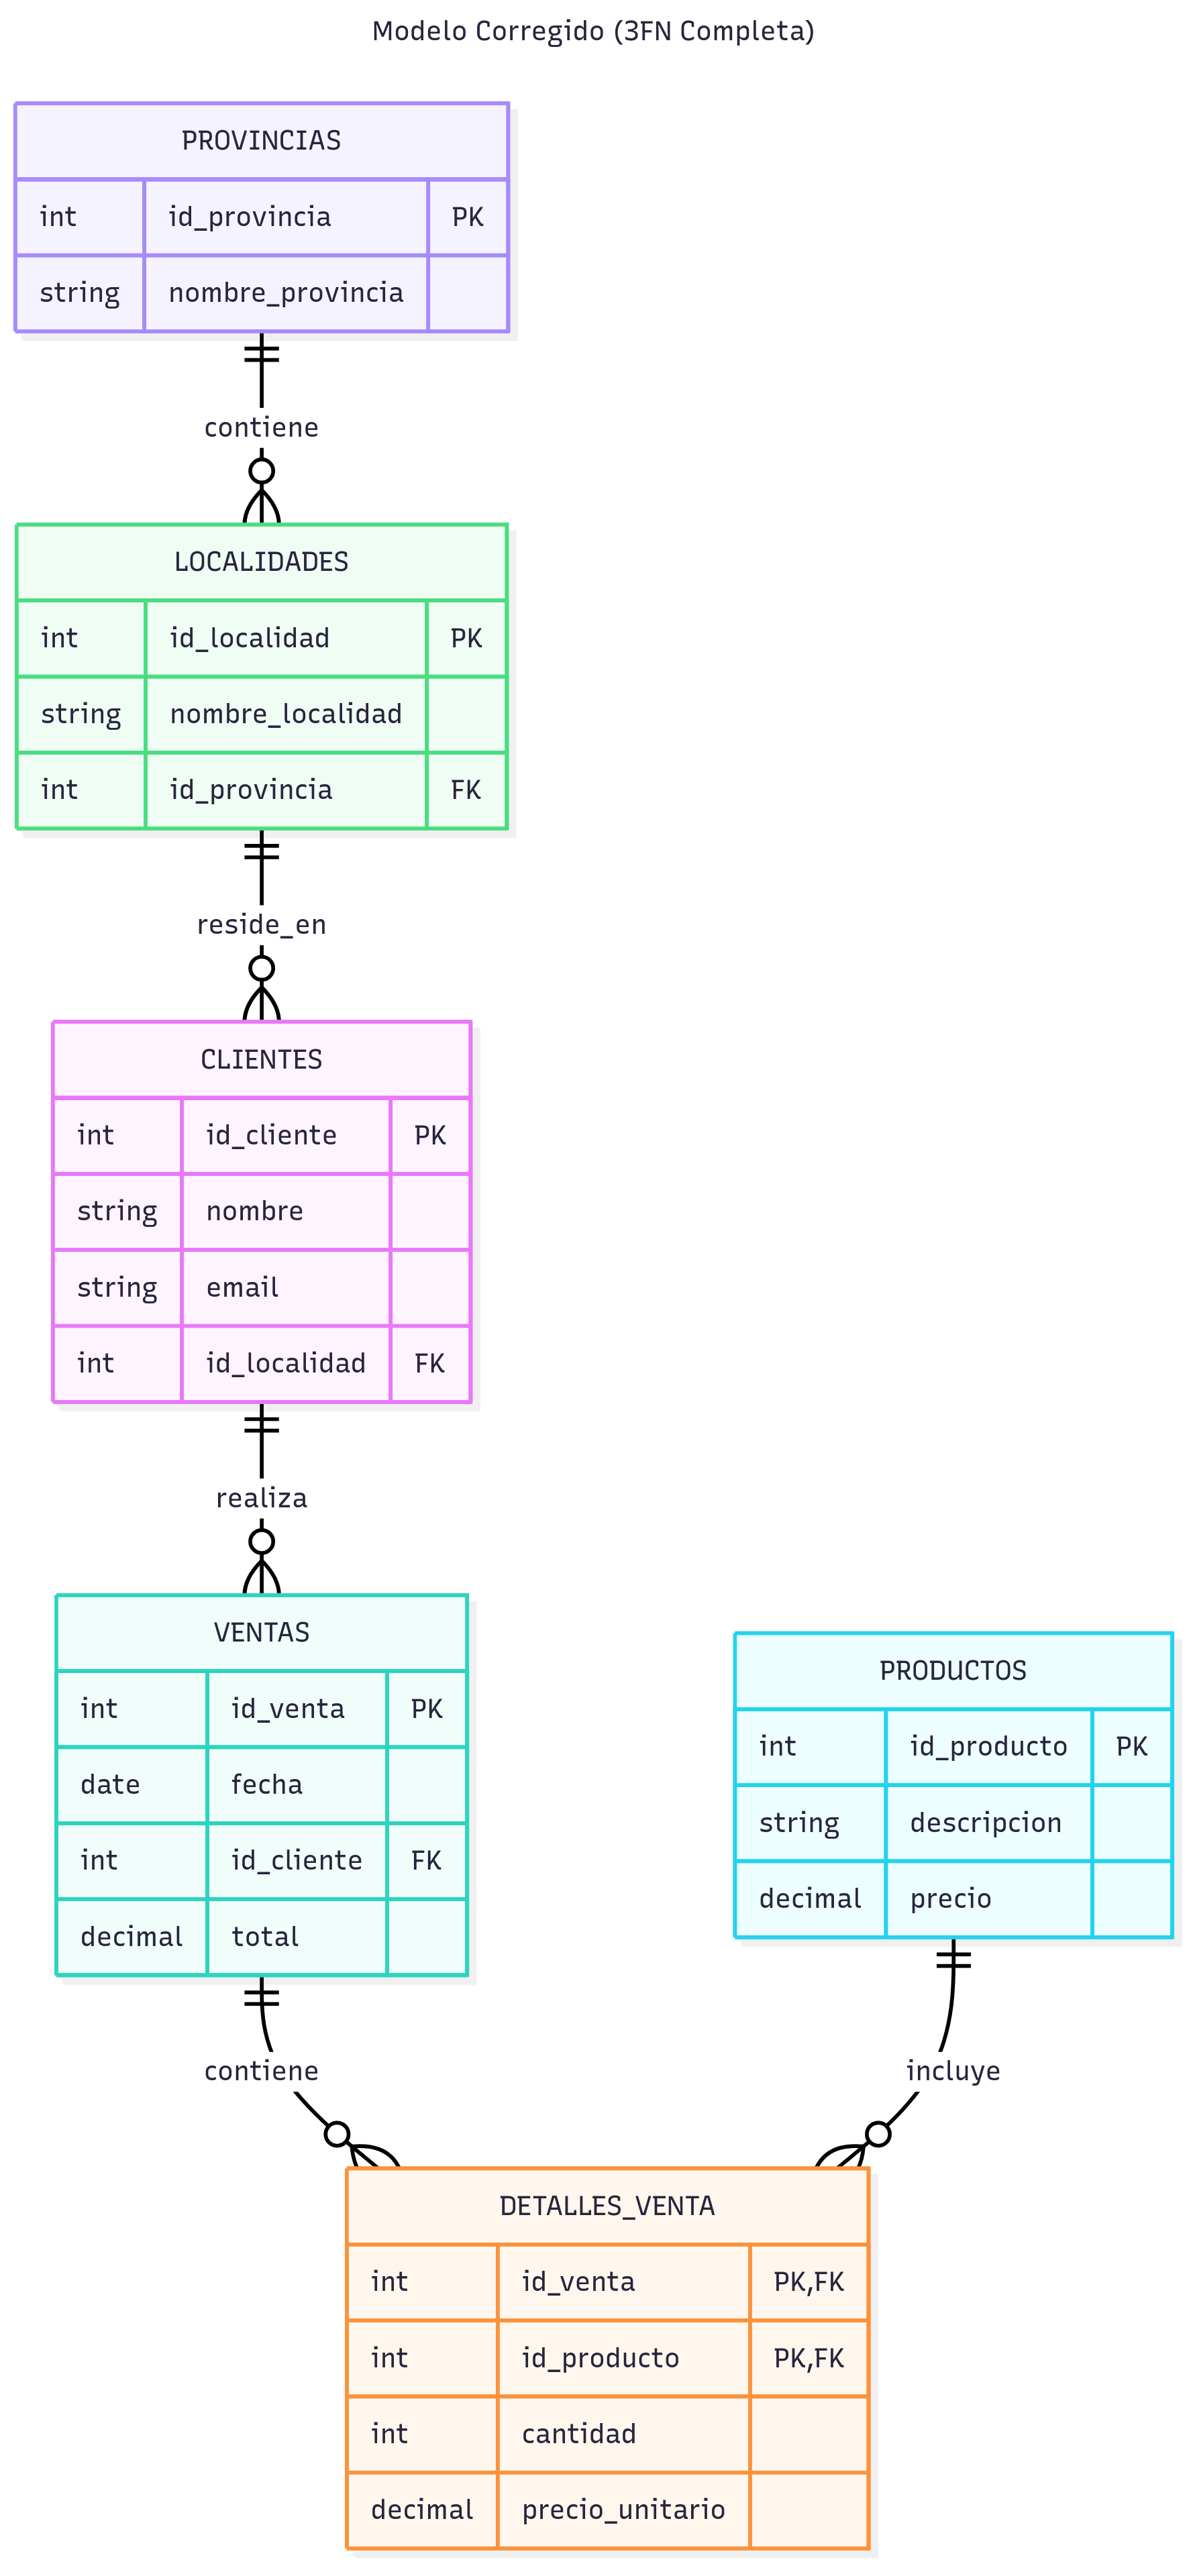 Modelo Corregido (3FN Completa)
PROVINCIAS
int id_provincia PK
string nombre_provincia
contiene
LOCALIDADES
int id_localidad PK
string nombre_localidad
int id_provincia FK
reside_en
CLIENTES
int id_cliente PK
string nombre
string email
int id_localidad FK
realiza
VENTAS
int id_venta PK
date fecha
int id_cliente FK
decimal total
PRODUCTOS
int id_producto PK
string descripcion
decimal precio
contiene
incluye
DETALLES_VENTA
int id_venta PK,FK
int id_producto PK,FK
int cantidad
decimal precio_unitario